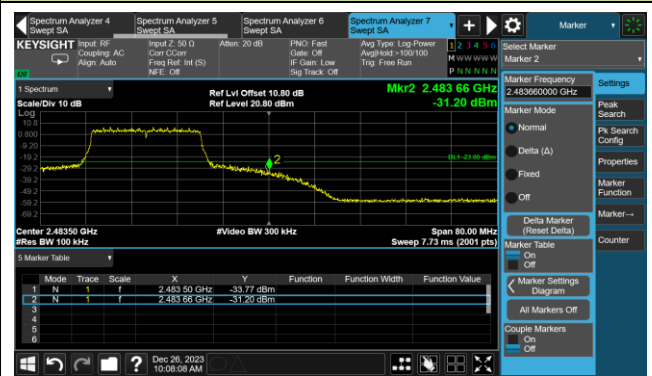 Spectrum Analyzer 4
Swept SA
Spectrum Analyzer 5
Swept SA
Spectrum Analyzer 6
Swept SA
Spectrum Analyzer 7
Swept SA
Marker
KEYSIGHT
Input: RF
Coupling: AC
Align: Auto
Input Z: 50 Ω
Corr CCorr
Freq Ref: Int (S)
NFE: Off
Atten: 20 dB
PNO: Fast
Gate: Off
IF Gain: Low
Sig Track: Off
Avg Type: Log-Power
Avg|Hold:>100/100
Trig: Free Run
1 2 3 4 5 6
M W W W W W
P N N N N N
LXI
1 Spectrum
Scale/Div 10 dB
Ref Lvl Offset 10.80 dB
Ref Level 20.80 dBm
Mkr2 2.483 66 GHz
-31.20 dBm
Log
10.8
0.800
-9.20
-19.2
-29.2
-39.2
-49.2
-59.2
-69.2
2
DL1 -23.00 dBm
Center 2.48350 GHz
#Res BW 100 kHz
#Video BW 300 kHz
Span 80.00 MHz
Sweep 7.73 ms (2001 pts)
5 Marker Table
Mode Trace Scale X Y Function Function Width Function Value
1 N 1 f 2.483 50 GHz -33.77 dBm
2 N 1 f 2.483 66 GHz -31.20 dBm
3
4
5
6
Select Marker
Marker 2
Marker Frequency
2.483660000 GHz
Marker Mode
Normal
Delta (Δ)
Fixed
Off
Delta Marker
(Reset Delta)
Marker Table
On
Off
Marker Settings
Diagram
All Markers Off
Couple Markers
On
Off
Settings
Peak
Search
Pk Search
Config
Properties
Marker
Function
Marker→
Counter
?
Dec 26, 2023
10:08:08 AM